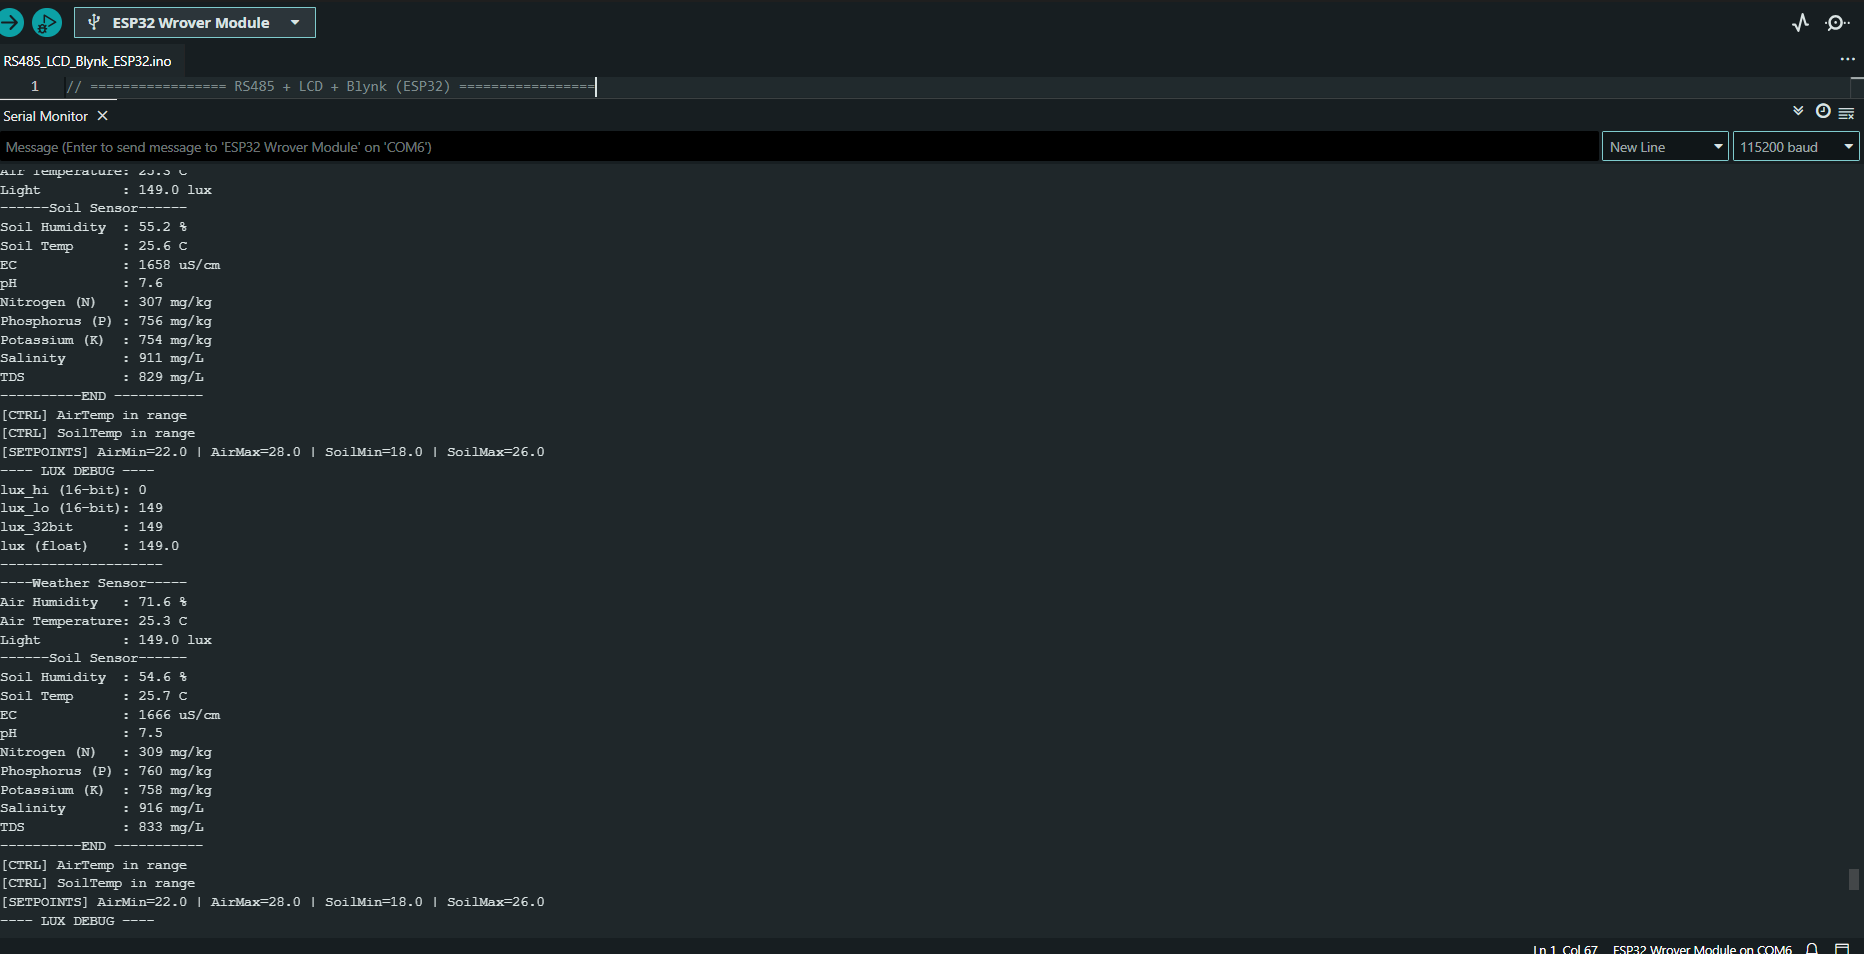 ESP32 Wrover Module
RS485_LCD_Blynk_ESP32.ino
1 // ================= RS485 + LCD + Blynk (ESP32) =================
Serial Monitor
Message (Enter to send message to 'ESP32 Wrover Module' on 'COM6')
New Line
115200 baud
Air Temperature: 25.3 C
Light          : 149.0 lux
------Soil Sensor------
Soil Humidity  : 55.2 %
Soil Temp      : 25.6 C
EC             : 1658 uS/cm
pH             : 7.6
Nitrogen (N)   : 307 mg/kg
Phosphorus (P) : 756 mg/kg
Potassium (K)  : 754 mg/kg
Salinity       : 911 mg/L
TDS            : 829 mg/L
----------END -----------
[CTRL] AirTemp in range
[CTRL] SoilTemp in range
[SETPOINTS] AirMin=22.0 | AirMax=28.0 | SoilMin=18.0 | SoilMax=26.0
---- LUX DEBUG ----
lux_hi (16-bit): 0
lux_lo (16-bit): 149
lux_32bit      : 149
lux (float)    : 149.0
--------------------
----Weather Sensor-----
Air Humidity   : 71.6 %
Air Temperature: 25.3 C
Light          : 149.0 lux
------Soil Sensor------
Soil Humidity  : 54.6 %
Soil Temp      : 25.7 C
EC             : 1666 uS/cm
pH             : 7.5
Nitrogen (N)   : 309 mg/kg
Phosphorus (P) : 760 mg/kg
Potassium (K)  : 758 mg/kg
Salinity       : 916 mg/L
TDS            : 833 mg/L
----------END -----------
[CTRL] AirTemp in range
[CTRL] SoilTemp in range
[SETPOINTS] AirMin=22.0 | AirMax=28.0 | SoilMin=18.0 | SoilMax=26.0
---- LUX DEBUG ----
Ln 1, Col 67 ESP32 Wrover Module on COM6